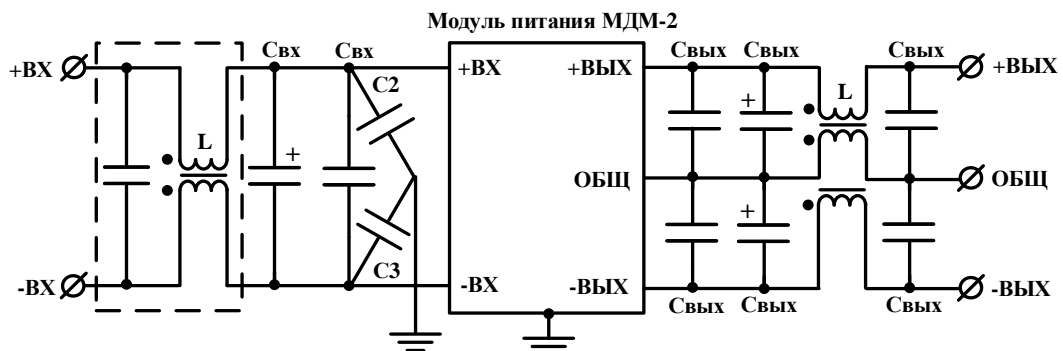 Модуль питания МДМ-2
Свх Свх Свых Свых Свых
+ВХ +ВХ +ВЫХ +ВЫХ
C2 L
L + +
ОБЩ ОБЩ
+
C3
-ВХ -ВХ -ВЫХ -ВЫХ
Свых Свых